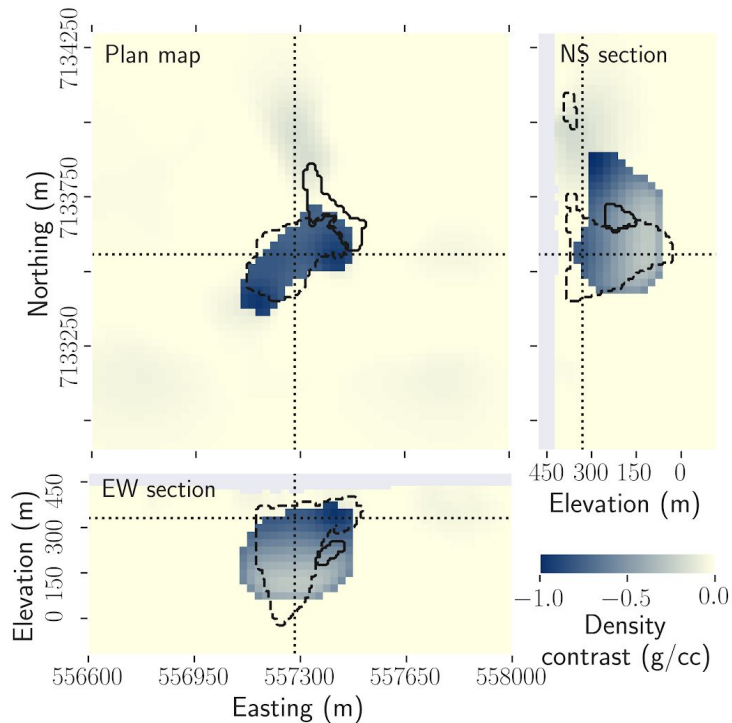 Plan map
NS section
7134250
7133750
7133250
Northing (m)
450 300 150 0
Elevation (m)
EW section
450
300
150
0
Elevation (m)
556600 556950 557300 557650 558000
Easting (m)
−1.0 −0.5 0.0
Density
contrast (g/cc)